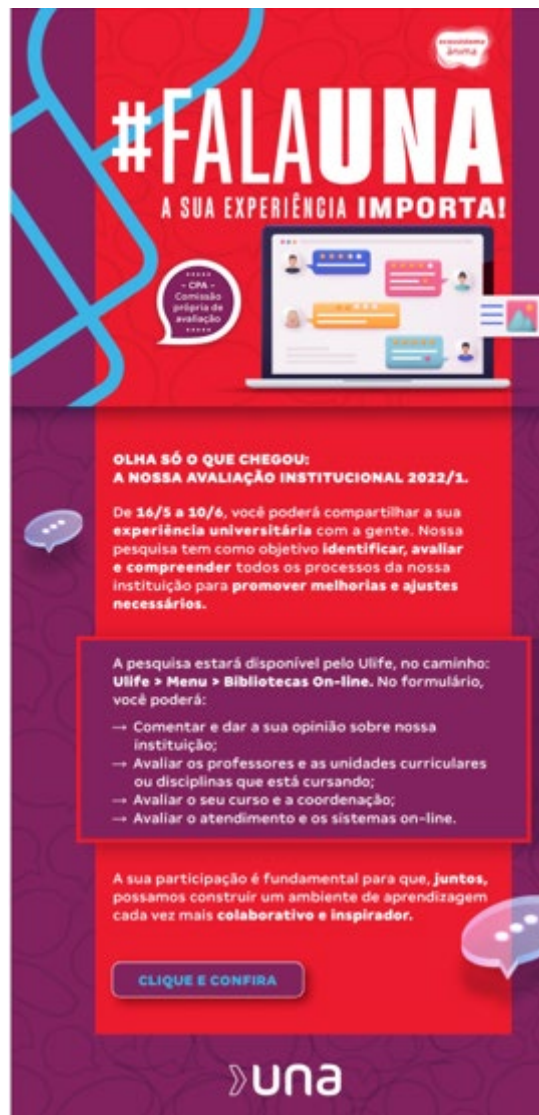 ecossistema
ânima
#FALAUNA
A SUA EXPERIÊNCIA IMPORTA!
- CPA -
Comissão
própria de
avaliação
OLHA SÓ O QUE CHEGOU:
A NOSSA AVALIAÇÃO INSTITUCIONAL 2022/1.
De 16/5 a 10/6, você poderá compartilhar a sua
experiência universitária com a gente. Nossa
pesquisa tem como objetivo identificar, avaliar
e compreender todos os processos da nossa
instituição para promover melhorias e ajustes
necessários.
A pesquisa estará disponível pelo Ulife, no caminho:
Ulife > Menu > Bibliotecas On-line. No formulário,
você poderá:
→ Comentar e dar a sua opinião sobre nossa
instituição;
→ Avaliar os professores e as unidades curriculares
ou disciplinas que está cursando;
→ Avaliar o seu curso e a coordenação;
→ Avaliar o atendimento e os sistemas on-line.
A sua participação é fundamental para que, juntos,
possamos construir um ambiente de aprendizagem
cada vez mais colaborativo e inspirador.
CLIQUE E CONFIRA
una